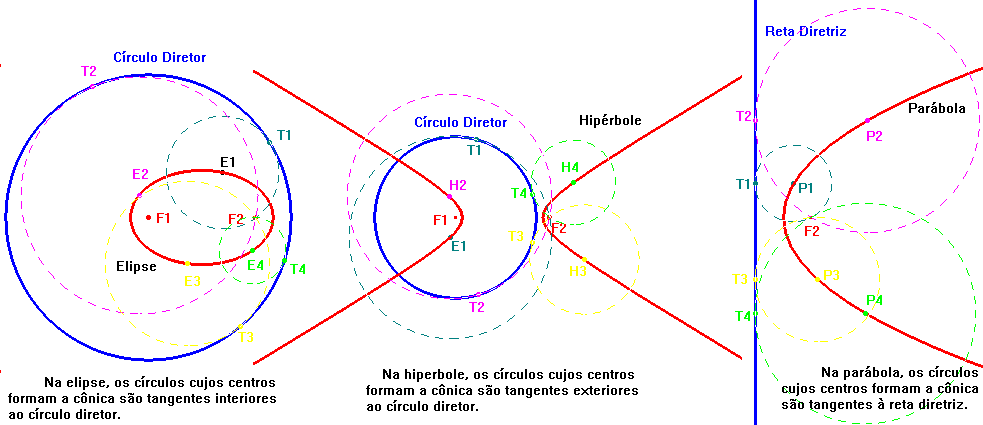 Círculo Diretor
T2
T1
E1
E2
F1
F2
Elipse
E3
E4
T4
T3
Na elipse, os círculos cujos centros
formam a cônica são tangentes interiores
ao círculo diretor.
Hipérbole
Círculo Diretor
T1
H4
H2
T4
F1
F2
T3
E1
H3
T2
Na hiperbole, os círculos cujos centros
formam a cônica são tangentes exteriores
ao círculo diretor.
Reta Diretriz
Parábola
T2
P2
T1
P1
F2
T3
P3
P4
T4
Na parábola, os círculos
cujos centros formam a cônica
são tangentes à reta diretriz.